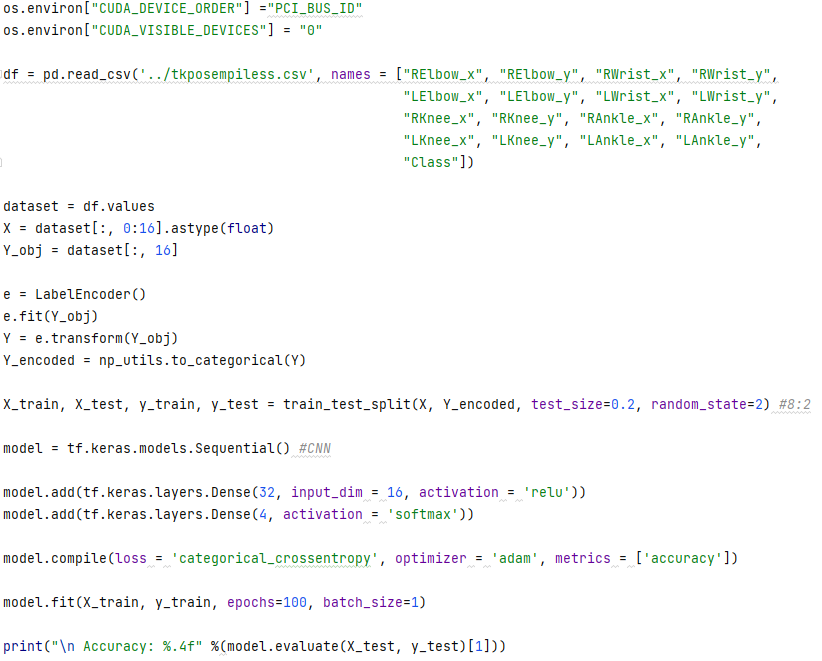 os.environ["CUDA_DEVICE_ORDER"] ="PCI_BUS_ID"
os.environ["CUDA_VISIBLE_DEVICES"] = "0"
df = pd.read_csv('../tkposempiless.csv', names = ["RElbow_x", "RElbow_y", "RWrist_x", "RWrist_y",
"LElbow_x", "LElbow_y", "LWrist_x", "LWrist_y",
"RKnee_x", "RKnee_y", "RAnkle_x", "RAnkle_y",
"LKnee_x", "LKnee_y", "LAnkle_x", "LAnkle_y",
"Class"])
dataset = df.values
X = dataset[:, 0:16].astype(float)
Y_obj = dataset[:, 16]
e = LabelEncoder()
e.fit(Y_obj)
Y = e.transform(Y_obj)
Y_encoded = np_utils.to_categorical(Y)
X_train, X_test, y_train, y_test = train_test_split(X, Y_encoded, test_size=0.2, random_state=2) #8:2
model = tf.keras.models.Sequential() #CNN
model.add(tf.keras.layers.Dense(32, input_dim = 16, activation = 'relu'))
model.add(tf.keras.layers.Dense(4, activation = 'softmax'))
model.compile(loss = 'categorical_crossentropy', optimizer = 'adam', metrics = ['accuracy'])
model.fit(X_train, y_train, epochs=100, batch_size=1)
print("\n Accuracy: %.4f" %(model.evaluate(X_test, y_test)[1]))